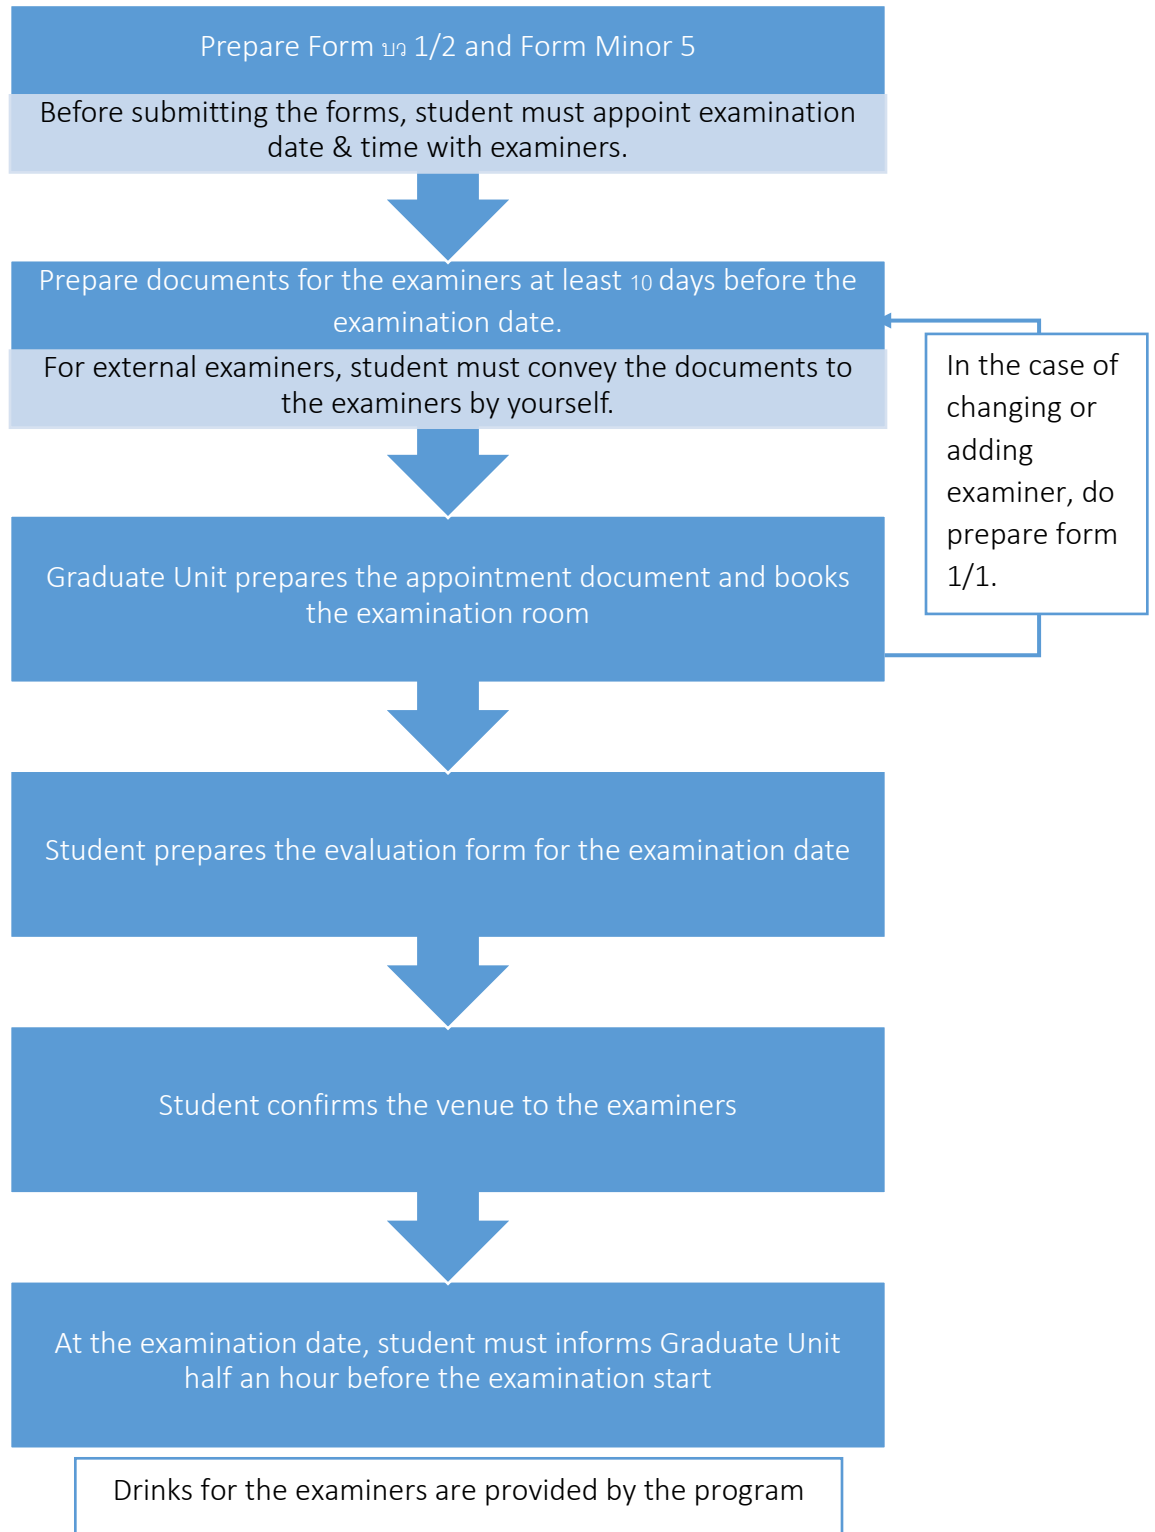 Prepare Form บว 1/2 and Form Minor 5
Before submitting the forms, student must appoint examination
date & time with examiners.
Prepare documents for the examiners at least 10 days before the
examination date.
For external examiners, student must convey the documents to
the examiners by yourself.
In the case of
changing or
adding
examiner, do
prepare form
1/1.
Graduate Unit prepares the appointment document and books
the examination room
Student prepares the evaluation form for the examination date
Student confirms the venue to the examiners
At the examination date, student must informs Graduate Unit
half an hour before the examination start
Drinks for the examiners are provided by the program